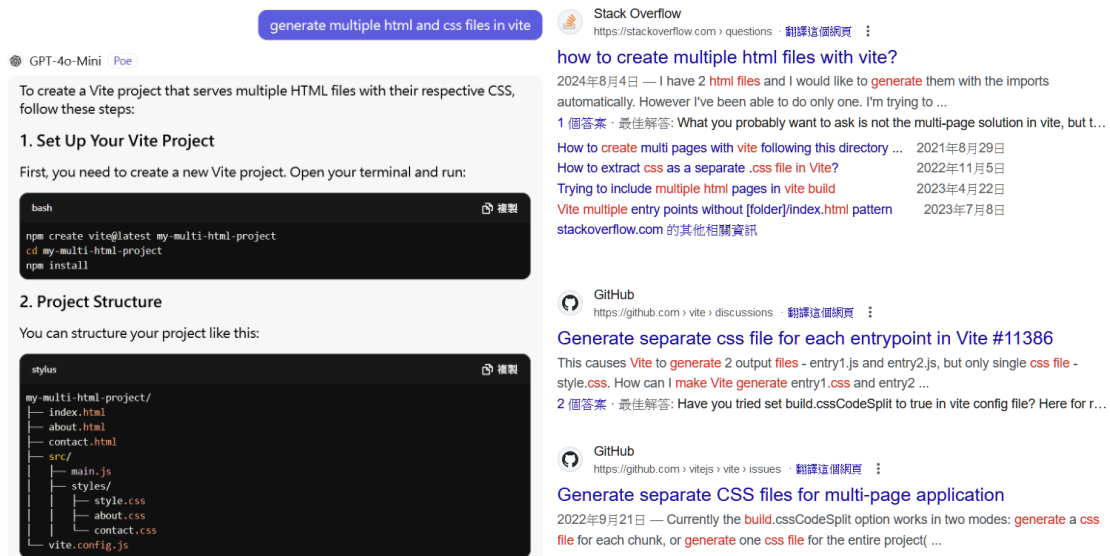 generate multiple html and css files in vite
GPT-4o-Mini Poe
To create a Vite project that serves multiple HTML files with their respective CSS,
follow these steps:
1. Set Up Your Vite Project
First, you need to create a new Vite project. Open your terminal and run:
bash 複製
npm create vite@latest my-multi-html-project
cd my-multi-html-project
npm install
2. Project Structure
You can structure your project like this:
stylus 複製
my-multi-html-project/
├── index.html
├── about.html
├── contact.html
├── src/
│   ├── main.js
│   ├── styles/
│   │   ├── style.css
│   │   ├── about.css
│   │   └── contact.css
└── vite.config.js
Stack Overflow
https://stackoverflow.com › questions · 翻譯這個網頁
how to create multiple html files with vite?
2024年8月4日 — I have 2 html files and I would like to generate them with the imports
automatically. However I've been able to do only one. I'm trying to ...
1 個答案 · 最佳解答: What you probably want to ask is not the multi-page solution in vite, but t...
How to create multi pages with vite following this directory ... 2021年8月29日
How to extract css as a separate .css file in Vite? 2022年11月5日
Trying to include multiple html pages in vite build 2023年4月22日
Vite multiple entry points without [folder]/index.html pattern 2023年7月8日
stackoverflow.com 的其他相關資訊
GitHub
https://github.com › vite › discussions · 翻譯這個網頁
Generate separate css file for each entrypoint in Vite #11386
This causes Vite to generate 2 output files - entry1.js and entry2.js, but only single css file -
style.css. How can I make Vite generate entry1.css and entry2 ...
2 個答案 · 最佳解答: Have you tried set build.cssCodeSplit to true in vite config file? Here for r...
GitHub
https://github.com › vitejs › vite › issues · 翻譯這個網頁
Generate separate CSS files for multi-page application
2022年9月21日 — Currently the build.cssCodeSplit option works in two modes: generate a css
file for each chunk, or generate one css file for the entire project( ...